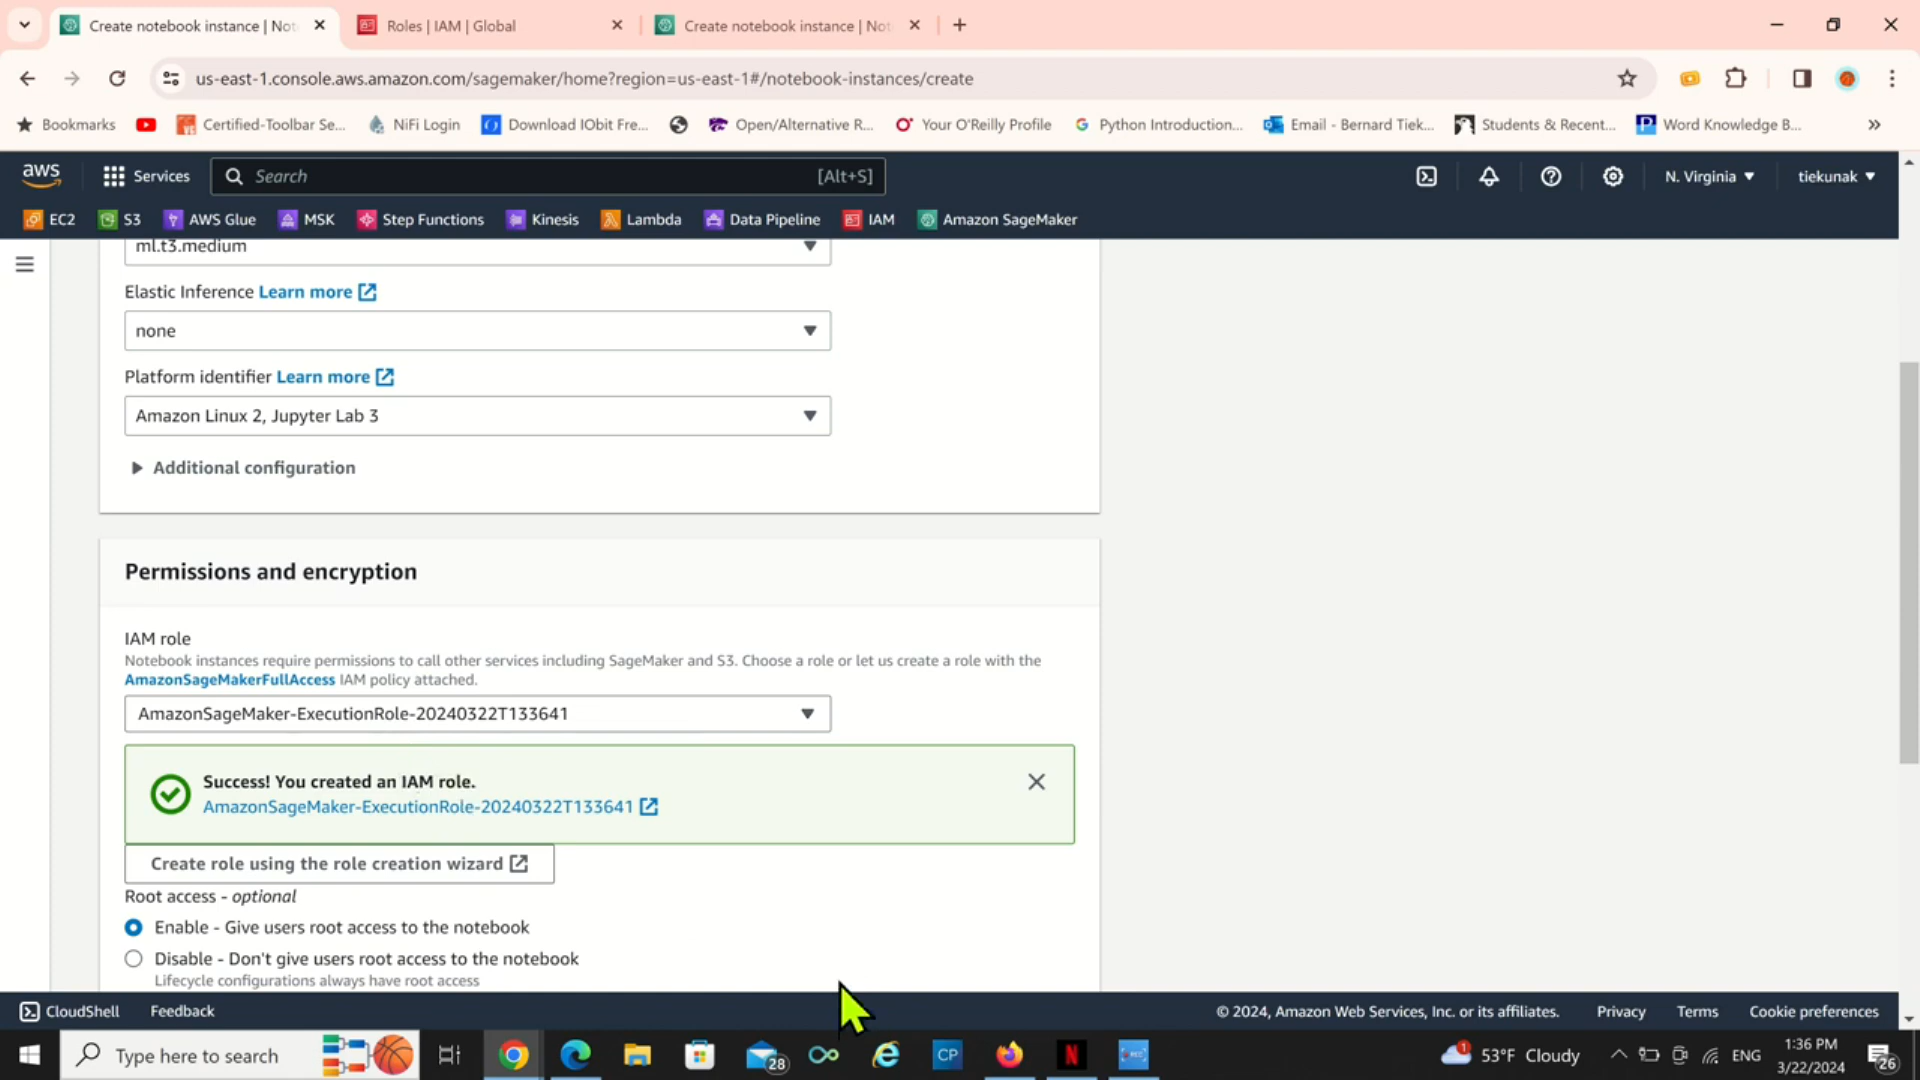 Create notebook instance | Not
Roles | IAM | Global
Create notebook instance | Not
us-east-1.console.aws.amazon.com/sagemaker/home?region=us-east-1#/notebook-instances/create
Bookmarks
Certified-Toolbar Se...
NiFi Login
Download IObit Fre...
Open/Alternative R...
Your O'Reilly Profile
Python Introduction...
Email - Bernard Tiek...
Students & Recent...
Word Knowledge B...
aws
Services
Search
[Alt+S]
N. Virginia
tiekunak
EC2
S3
AWS Glue
MSK
Step Functions
Kinesis
Lambda
Data Pipeline
IAM
Amazon SageMaker
ml.t3.medium
Elastic Inference Learn more
none
Platform identifier Learn more
Amazon Linux 2, Jupyter Lab 3
Additional configuration
Permissions and encryption
IAM role
Notebook instances require permissions to call other services including SageMaker and S3. Choose a role or let us create a role with the
AmazonSageMakerFullAccess IAM policy attached.
AmazonSageMaker-ExecutionRole-20240322T133641
Success! You created an IAM role.
AmazonSageMaker-ExecutionRole-20240322T133641
Create role using the role creation wizard
Root access - optional
Enable - Give users root access to the notebook
Disable - Don't give users root access to the notebook
Lifecycle configurations always have root access
CloudShell
Feedback
© 2024, Amazon Web Services, Inc. or its affiliates.
Privacy
Terms
Cookie preferences
Type here to search
28
CP
N
REC
1
53°F Cloudy
ENG
1:36 PM
3/22/2024
26